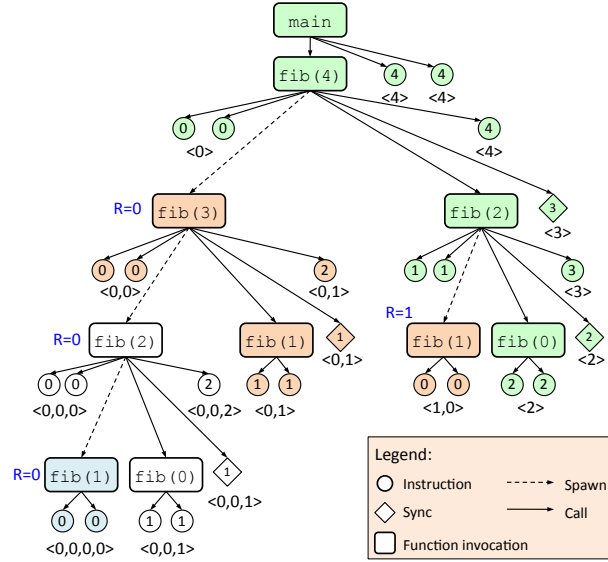 main
4 4
fib(4) <4> <4>
0 0 4
<0> <4>
R=0 fib(3) fib(2) 3
<3>
0 0 2 1 1 3
<0,0> <0,1> <3>
R=0 fib(2) fib(1) 1 R=1 fib(1) fib(0) 2
<0,1> <2>
0 0 2 1 1 0 0 2 2
<0,0,0> <0,0,2> <0,1> <1,0> <2>
R=0 fib(1) fib(0) 1
<0,0,1>
0 0 1 1
<0,0,0,0> <0,0,1>
Legend:
Instruction Spawn
Sync Call
Function invocation